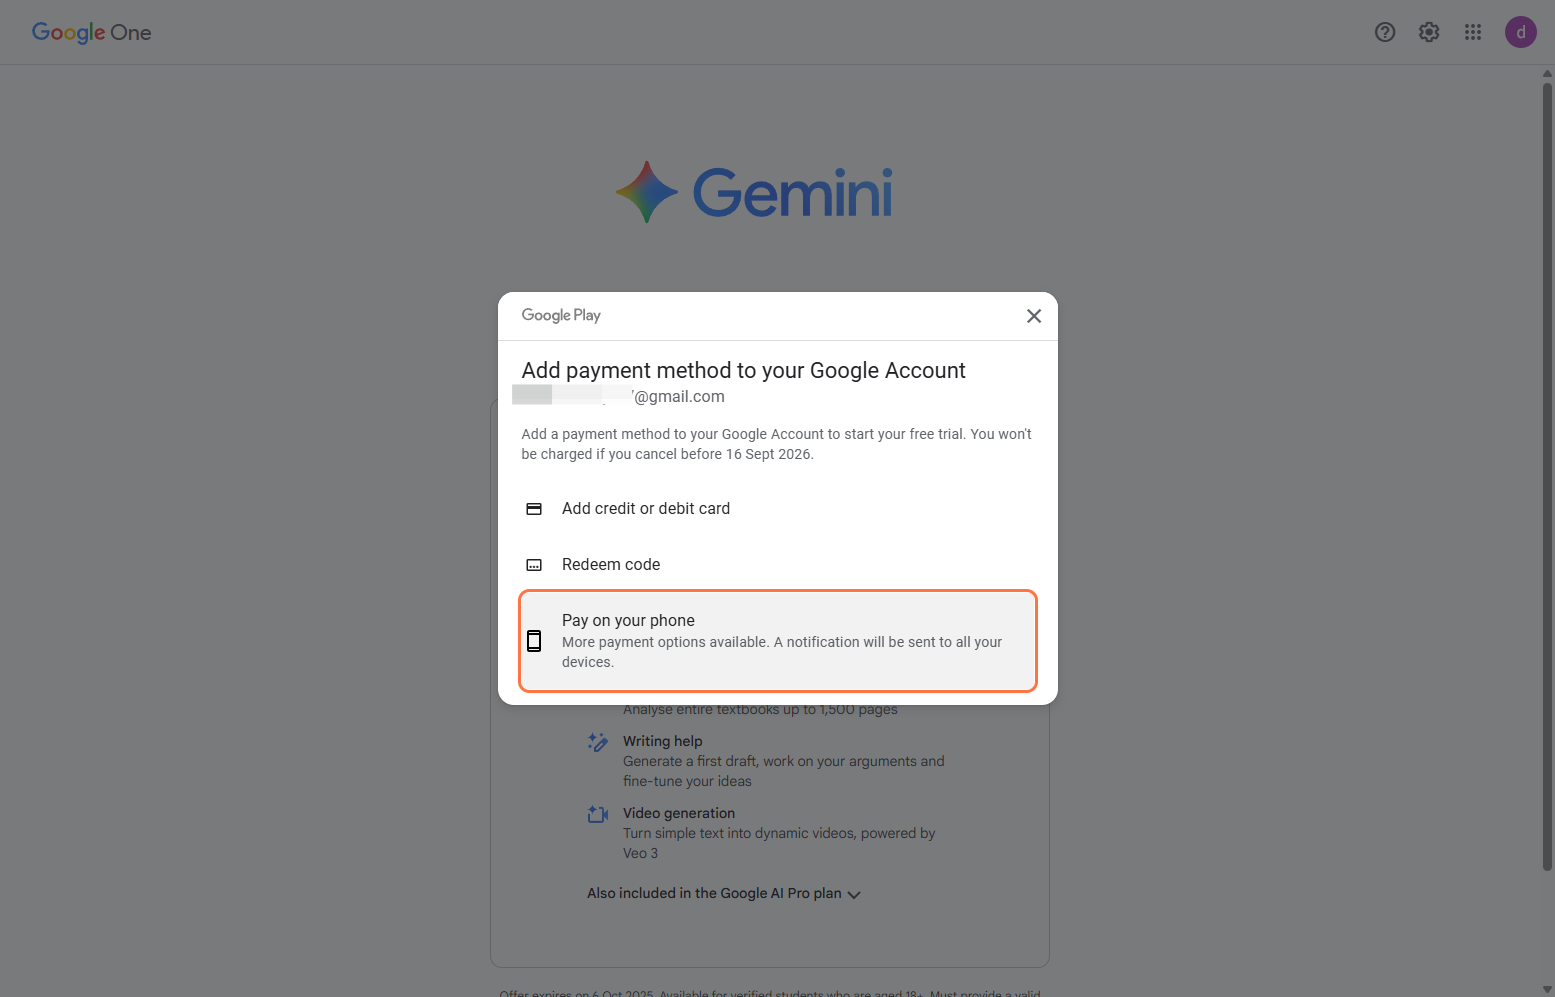 Google One
d
Gemini
Google Play
Add payment method to your Google Account
@gmail.com
Add a payment method to your Google Account to start your free trial. You won't
be charged if you cancel before 16 Sept 2026.
Add credit or debit card
Redeem code
Pay on your phone
More payment options available. A notification will be sent to all your
devices.
Analyse entire textbooks up to 1,500 pages
Writing help
Generate a first draft, work on your arguments and
fine-tune your ideas
Video generation
Turn simple text into dynamic videos, powered by
Veo 3
Also included in the Google AI Pro plan
Offer expires on 6 Oct 2025. Available for verified students who are aged 18+. Must provide a valid